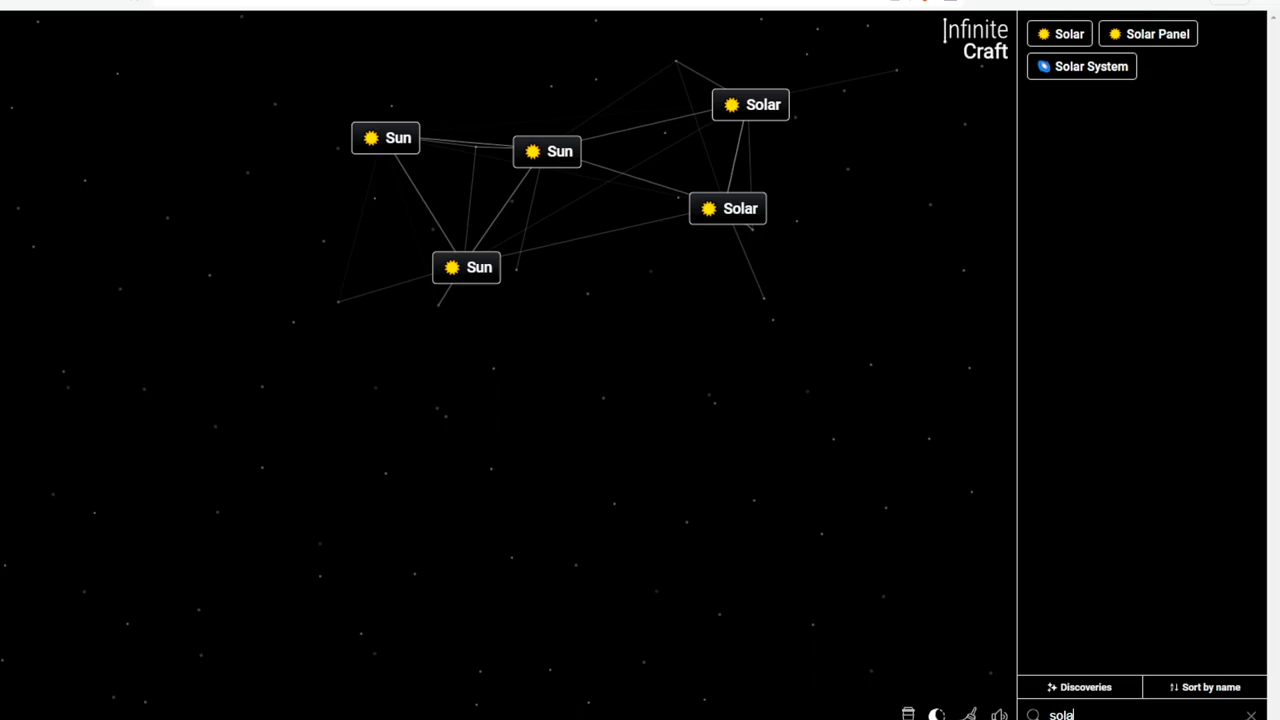 Infinite
Craft
Solar
Solar Panel
Solar System
Solar
Sun
Sun
Solar
Sun
Discoveries
Sort by name
sola